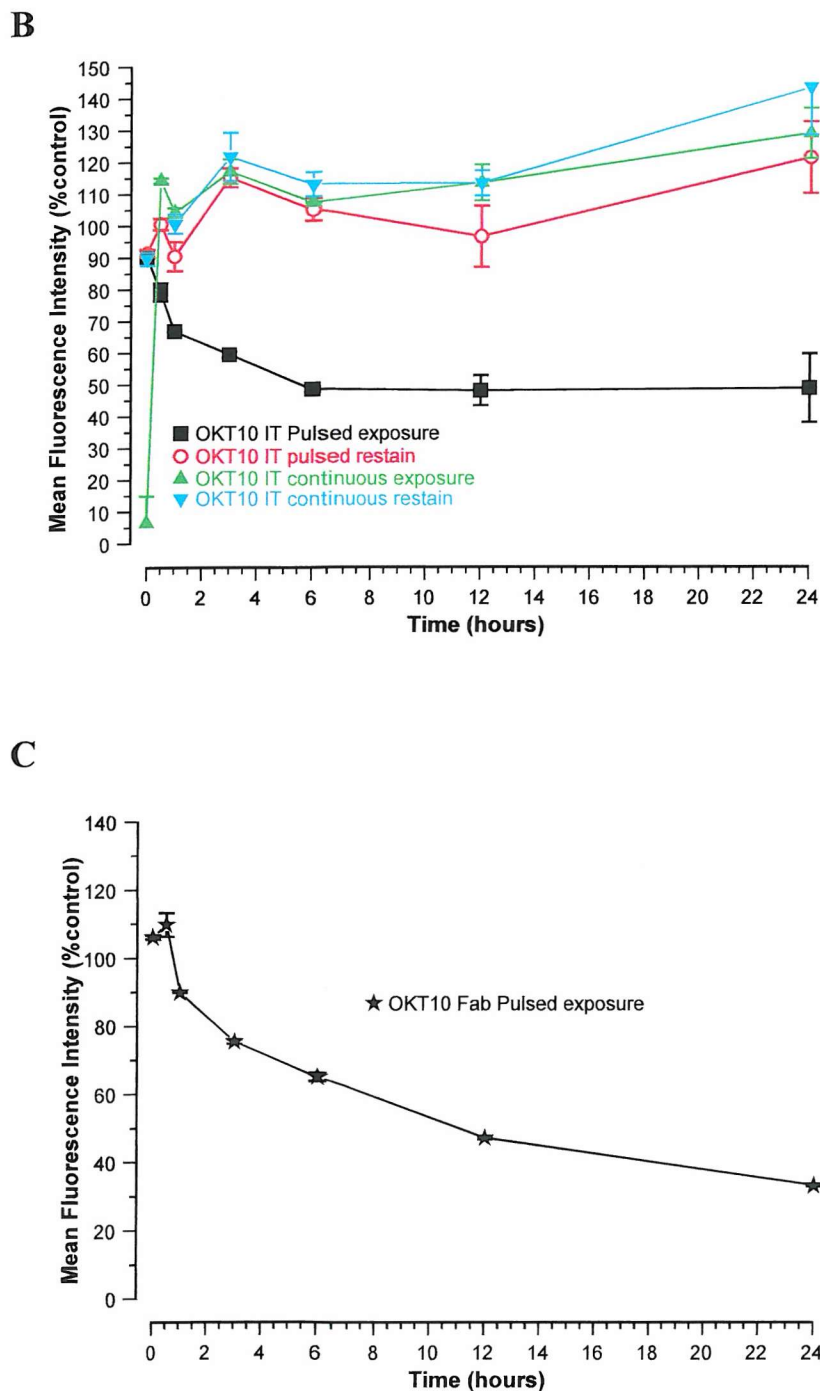 B
Mean Fluorescence Intensity (%control)
150
140
130
120
110
100
90
80
70
60
50
40
30
20
10
0
OKT10 IT Pulsed exposure
OKT10 IT pulsed restain
OKT10 IT continuous exposure
OKT10 IT continuous restain
0 2 4 6 8 10 12 14 16 18 20 22 24
Time (hours)
C
Mean Fluorescence Intensity (%control)
140
120
100
80
60
40
20
0
OKT10 Fab Pulsed exposure
0 2 4 6 8 10 12 14 16 18 20 22 24
Time (hours)